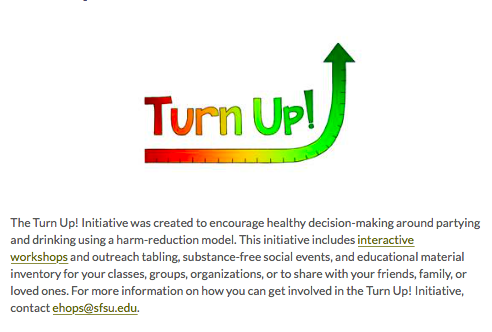 Turn Up!
The Turn Up! Initiative was created to encourage healthy decision-making around partying
and drinking using a harm-reduction model. This initiative includes interactive
workshops and outreach tabling, substance-free social events, and educational material
inventory for your classes, groups, organizations, or to share with your friends, family, or
loved ones. For more information on how you can get involved in the Turn Up! Initiative,
contact ehops@sfsu.edu.